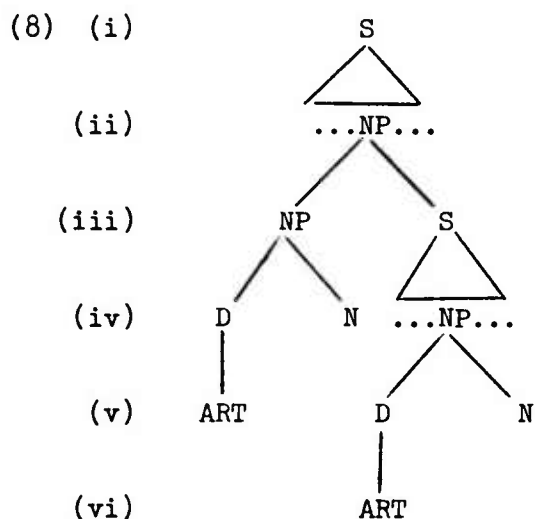 (8) (i) S
(ii) ...NP...
(iii) NP S
(iv) D N ...NP...
(v) ART D N
(vi) ART